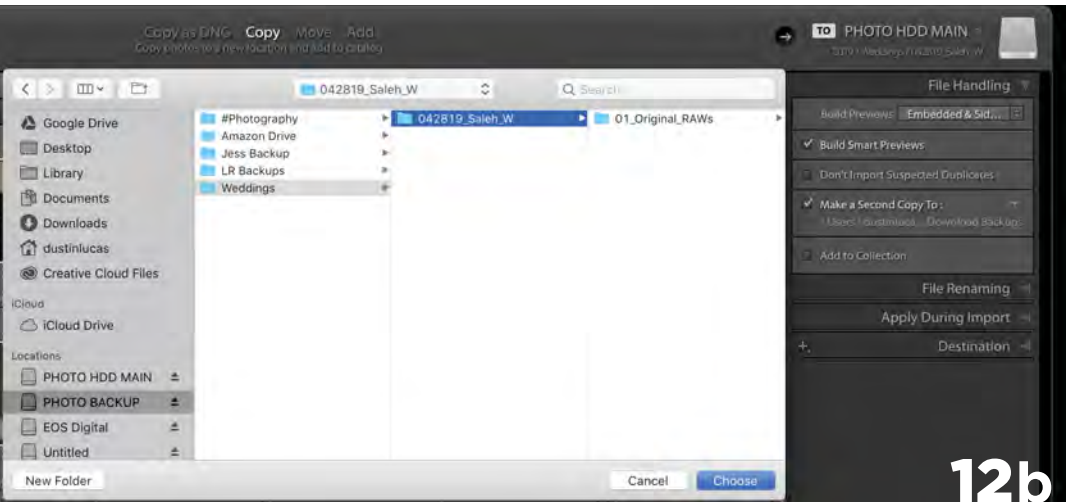 Copy as DNG Copy Move Add
Copy photos to a new location and add to catalog
TO PHOTO HDD MAIN
042819_Saleh_W
Search
Google Drive
Desktop
Library
Documents
Downloads
dustinlucas
Creative Cloud Files
iCloud
iCloud Drive
Locations
PHOTO HDD MAIN
PHOTO BACKUP
EOS Digital
Untitled
#Photography
Amazon Drive
Jess Backup
LR Backups
Weddings
042819_Saleh_W
01_Original_RAWs
New Folder
Cancel
Choose
File Handling
Build Previews Embedded & Sid...
Build Smart Previews
Don't Import Suspected Duplicates
Make a Second Copy To :
Add to Collection
File Renaming
Apply During Import
Destination
12b